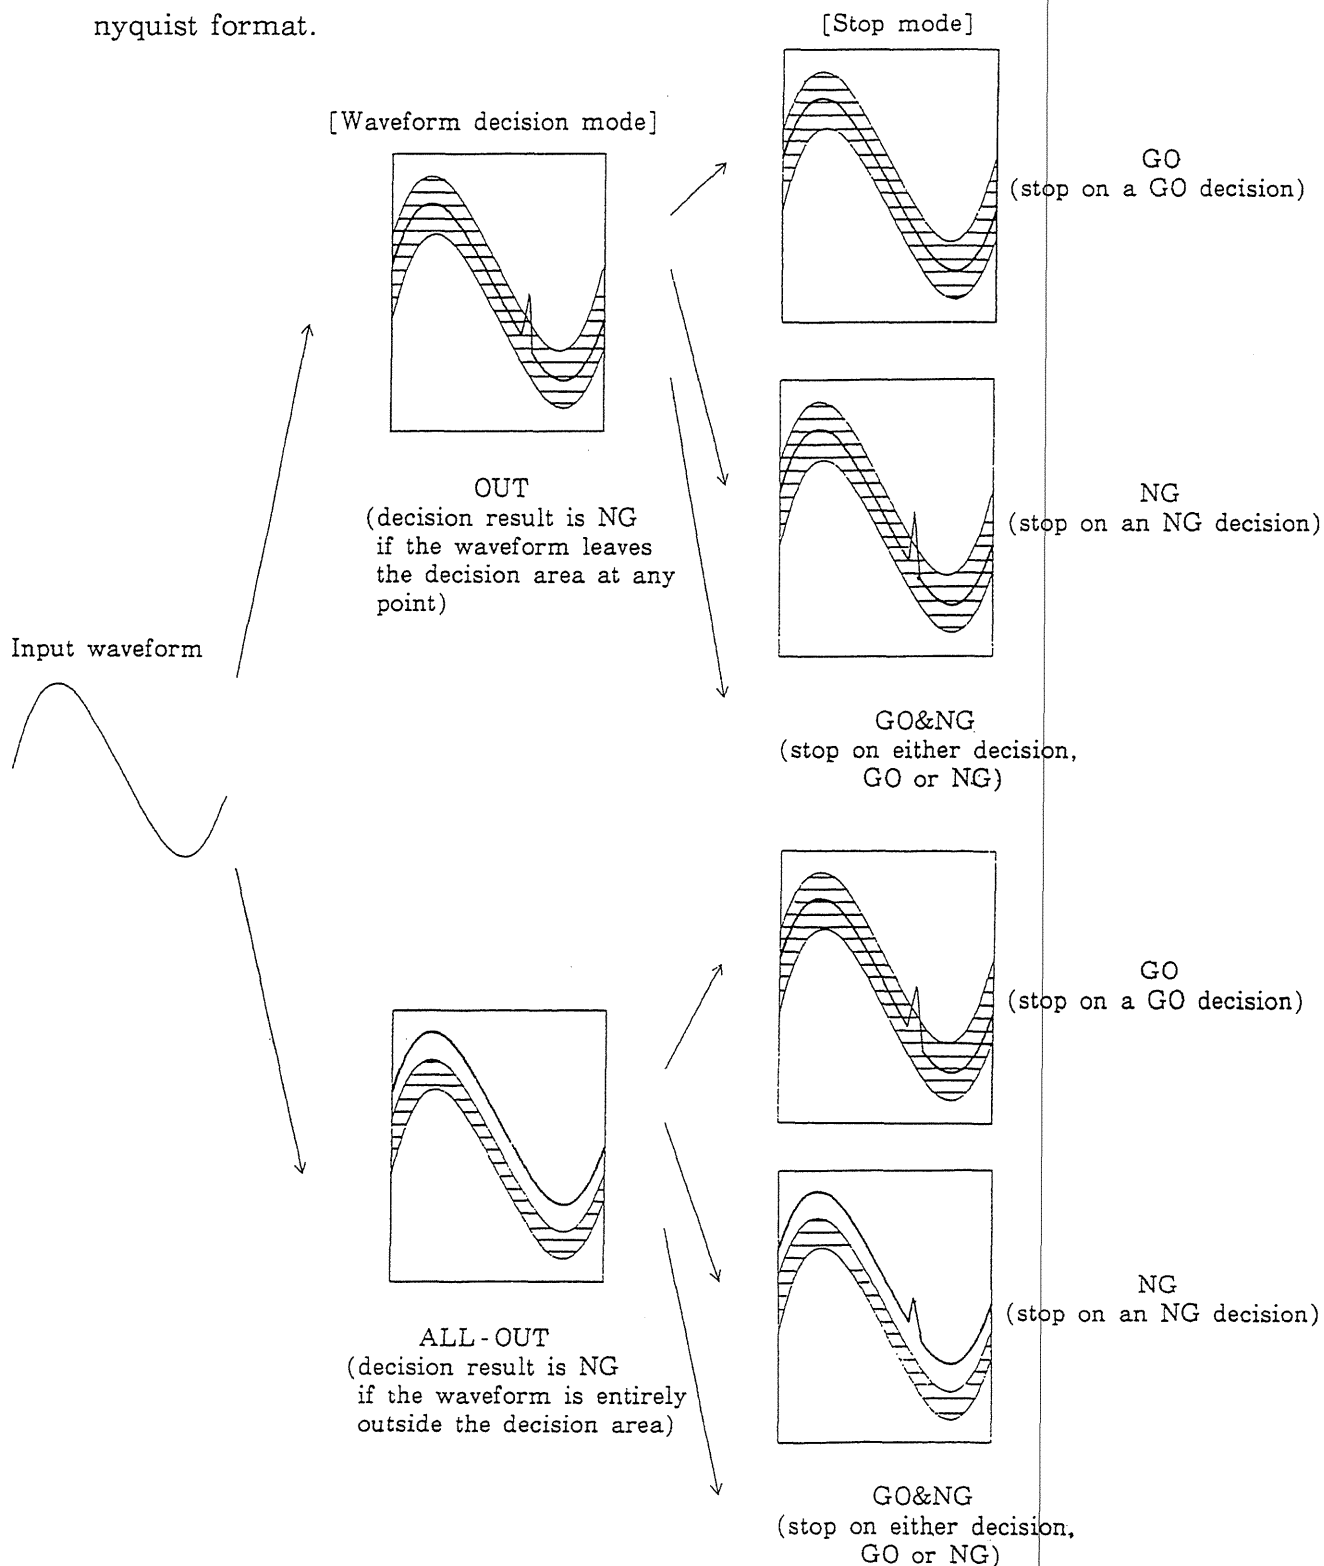 nyquist format.
[Stop mode]
[Waveform decision mode]
GO
(stop on a GO decision)
OUT
(decision result is NG
if the waveform leaves
the decision area at any
point)
NG
(stop on an NG decision)
Input waveform
GO&NG
(stop on either decision,
GO or NG)
GO
(stop on a GO decision)
ALL-OUT
(decision result is NG
if the waveform is entirely
outside the decision area)
NG
(stop on an NG decision)
GO&NG
(stop on either decision,
GO or NG)